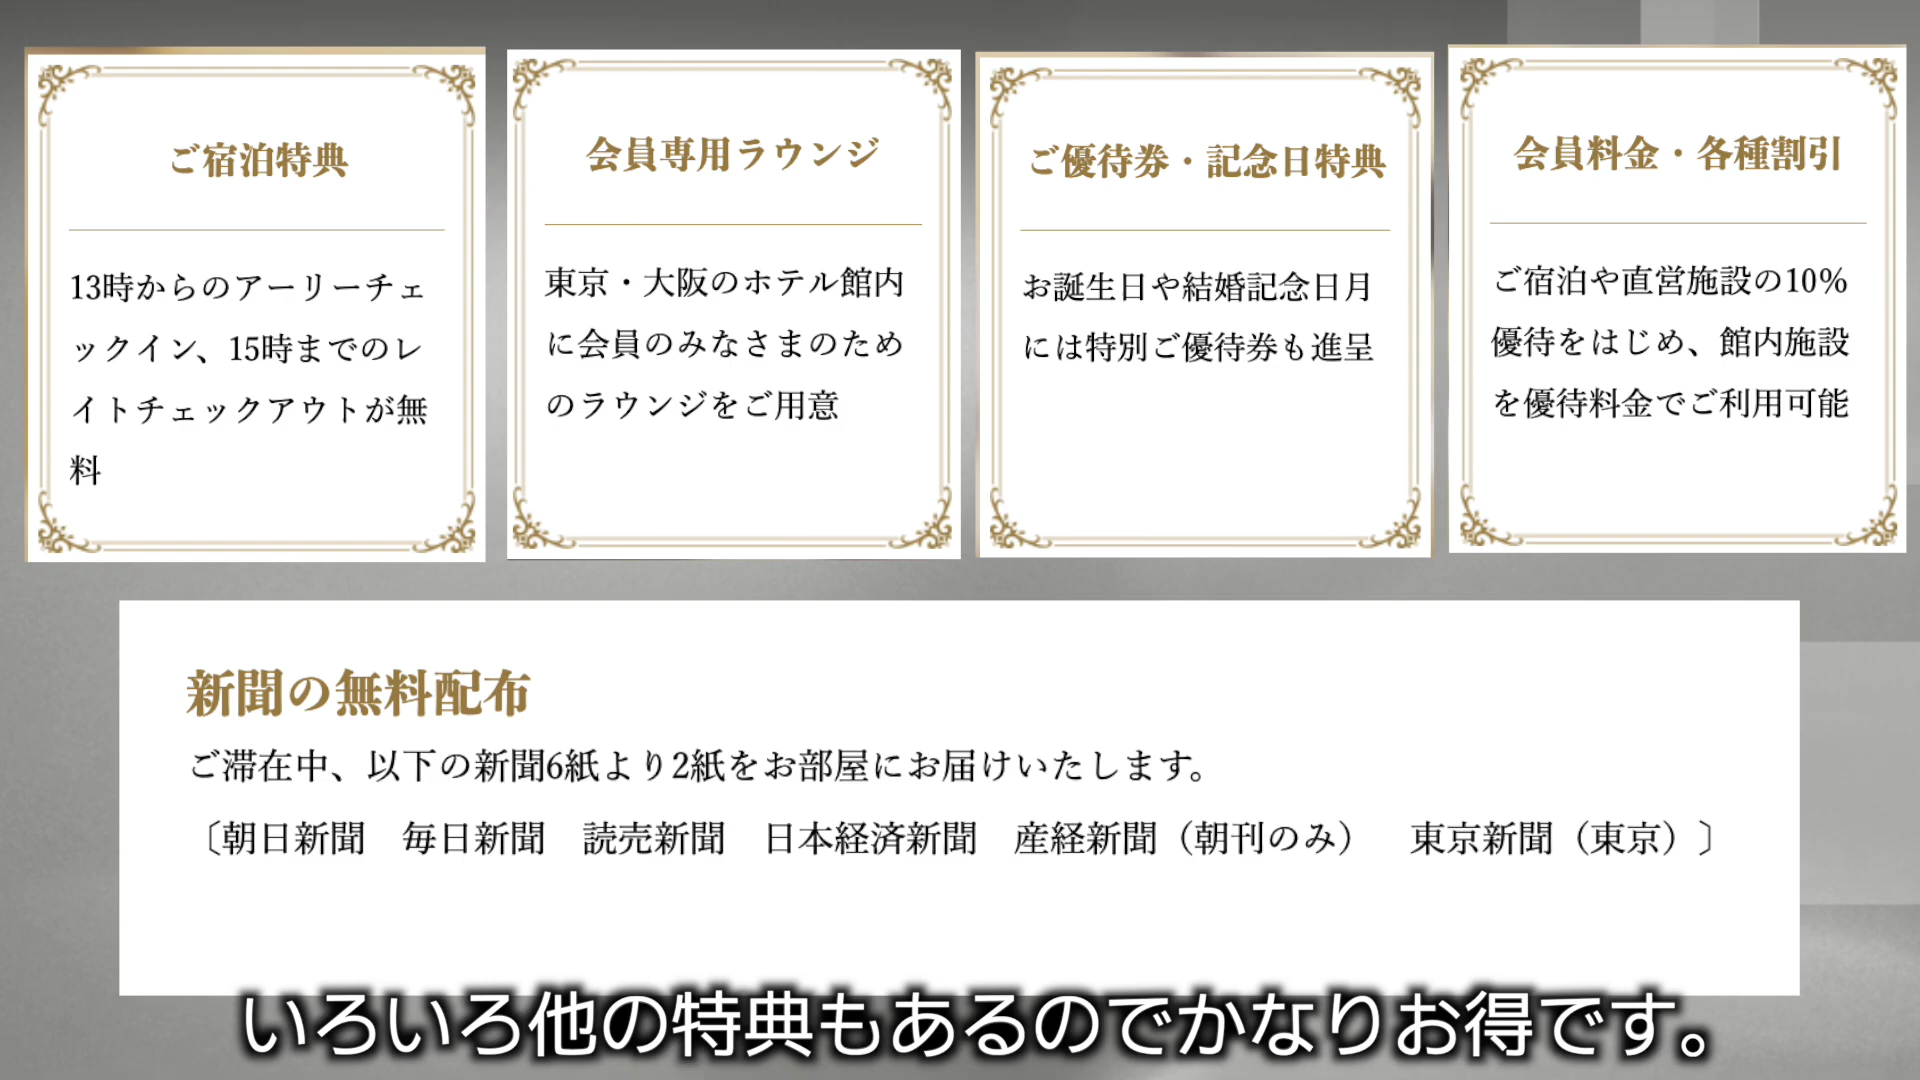 ご宿泊特典
13時からのアーリーチェ
ックイン、15時までのレ
イトチェックアウトが無
料
会員専用ラウンジ
東京・大阪のホテル館内
に会員のみなさまのため
のラウンジをご用意
ご優待券・記念日特典
お誕生日や結婚記念日月
には特別ご優待券も進呈
会員料金・各種割引
ご宿泊や直営施設の10%
優待をはじめ、館内施設
を優待料金でご利用可能
新聞の無料配布
ご滞在中、以下の新聞6紙より2紙をお部屋にお届けいたします。
〔朝日新聞　毎日新聞　読売新聞　日本経済新聞　産経新聞（朝刊のみ）　東京新聞（東京）〕
いろいろ他の特典もあるのでかなりお得です。